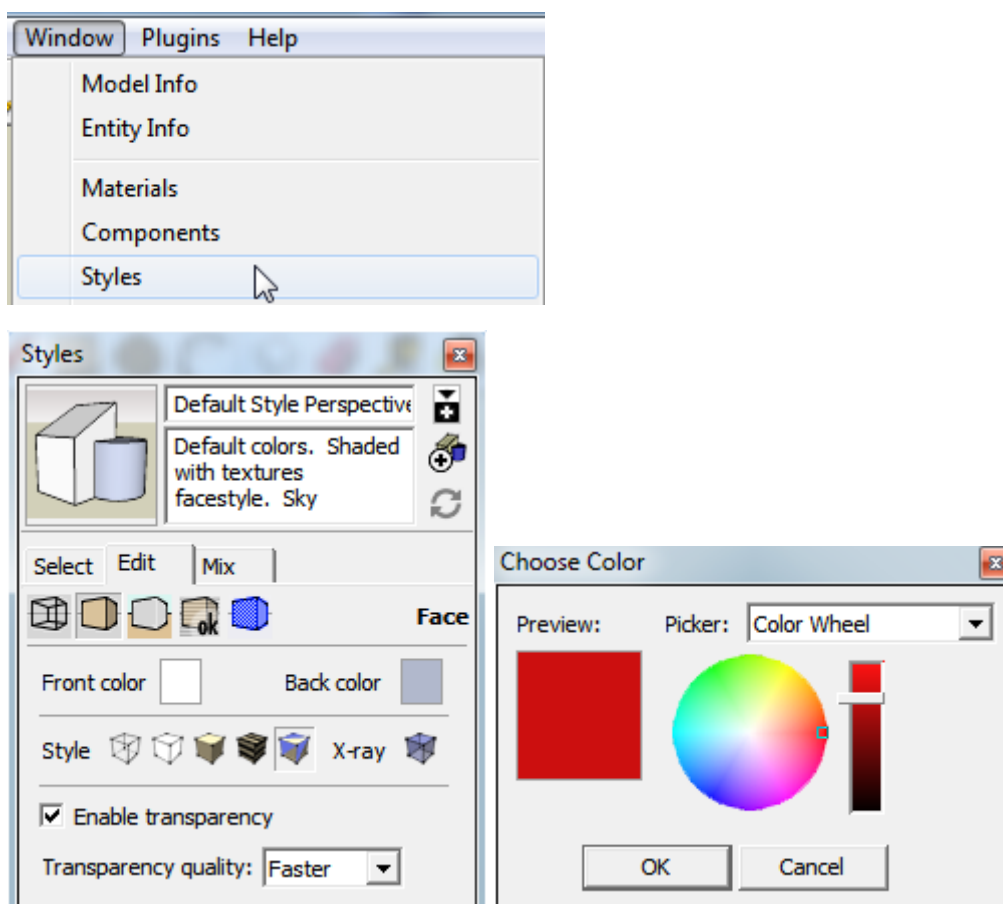 Window Plugins Help
Model Info
Entity Info
Materials
Components
Styles
Styles
Default Style Perspective
Default colors. Shaded
with textures
facestyle. Sky
Select Edit Mix
ok
Face
Front color Back color
Style X-ray
Enable transparency
Transparency quality: Faster
Choose Color
Preview: Picker: Color Wheel
OK Cancel